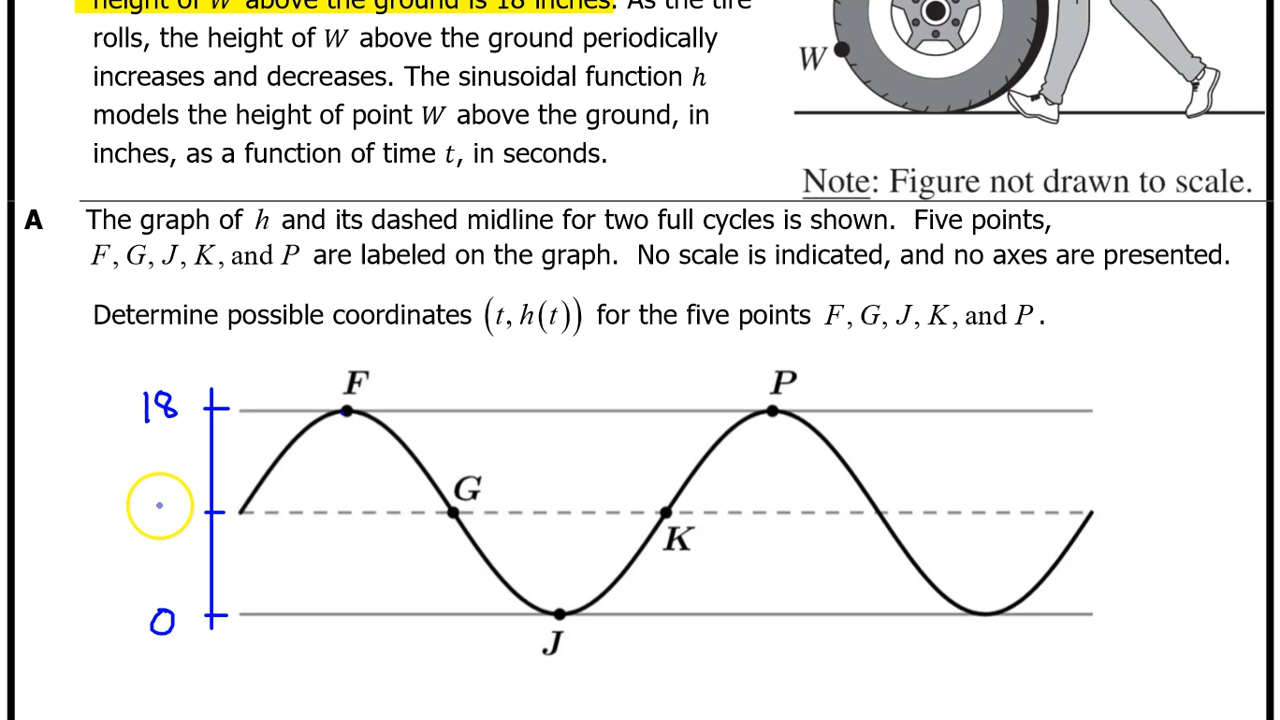 height of W above the ground is 18 inches. As the tire
rolls, the height of W above the ground periodically
increases and decreases. The sinusoidal function h
models the height of point W above the ground, in
inches, as a function of time t, in seconds.
W
Note: Figure not drawn to scale.
A The graph of h and its dashed midline for two full cycles is shown. Five points,
F, G, J, K, and P are labeled on the graph. No scale is indicated, and no axes are presented.
Determine possible coordinates (t, h(t)) for the five points F, G, J, K, and P.
F
P
18
G
K
0
J